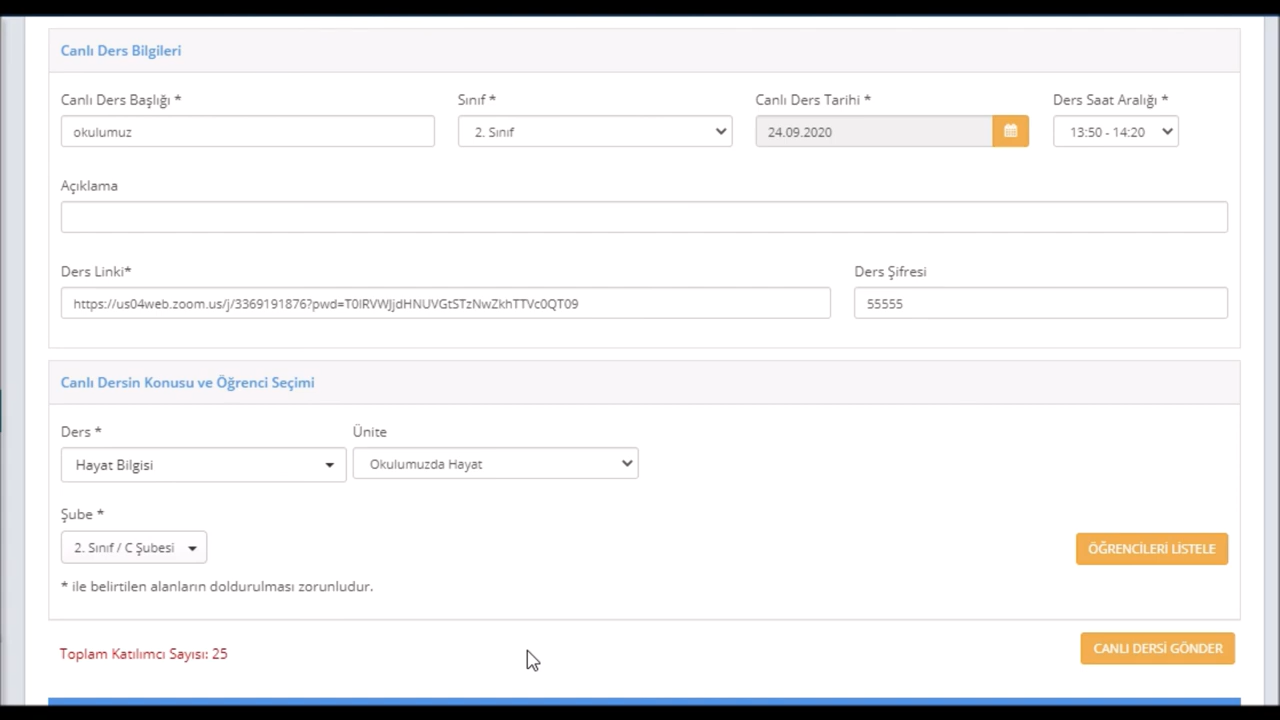 Canlı Ders Bilgileri
Canlı Ders Başlığı * Sınıf * Canlı Ders Tarihi * Ders Saat Aralığı *
okulumuz 2. Sınıf 24.09.2020 13:50 - 14:20
Açıklama
Ders Linki* Ders Şifresi
https://us04web.zoom.us/j/3369191876?pwd=T0lRVWJjdHNUVGtSTzNwZkhTTVc0QT09 55555
Canlı Dersin Konusu ve Öğrenci Seçimi
Ders * Ünite
Hayat Bilgisi Okulumuzda Hayat
Şube *
2. Sınıf / C Şubesi ÖĞRENCİLERİ LİSTELE
* ile belirtilen alanların doldurulması zorunludur.
Toplam Katılımcı Sayısı: 25 CANLI DERSİ GÖNDER